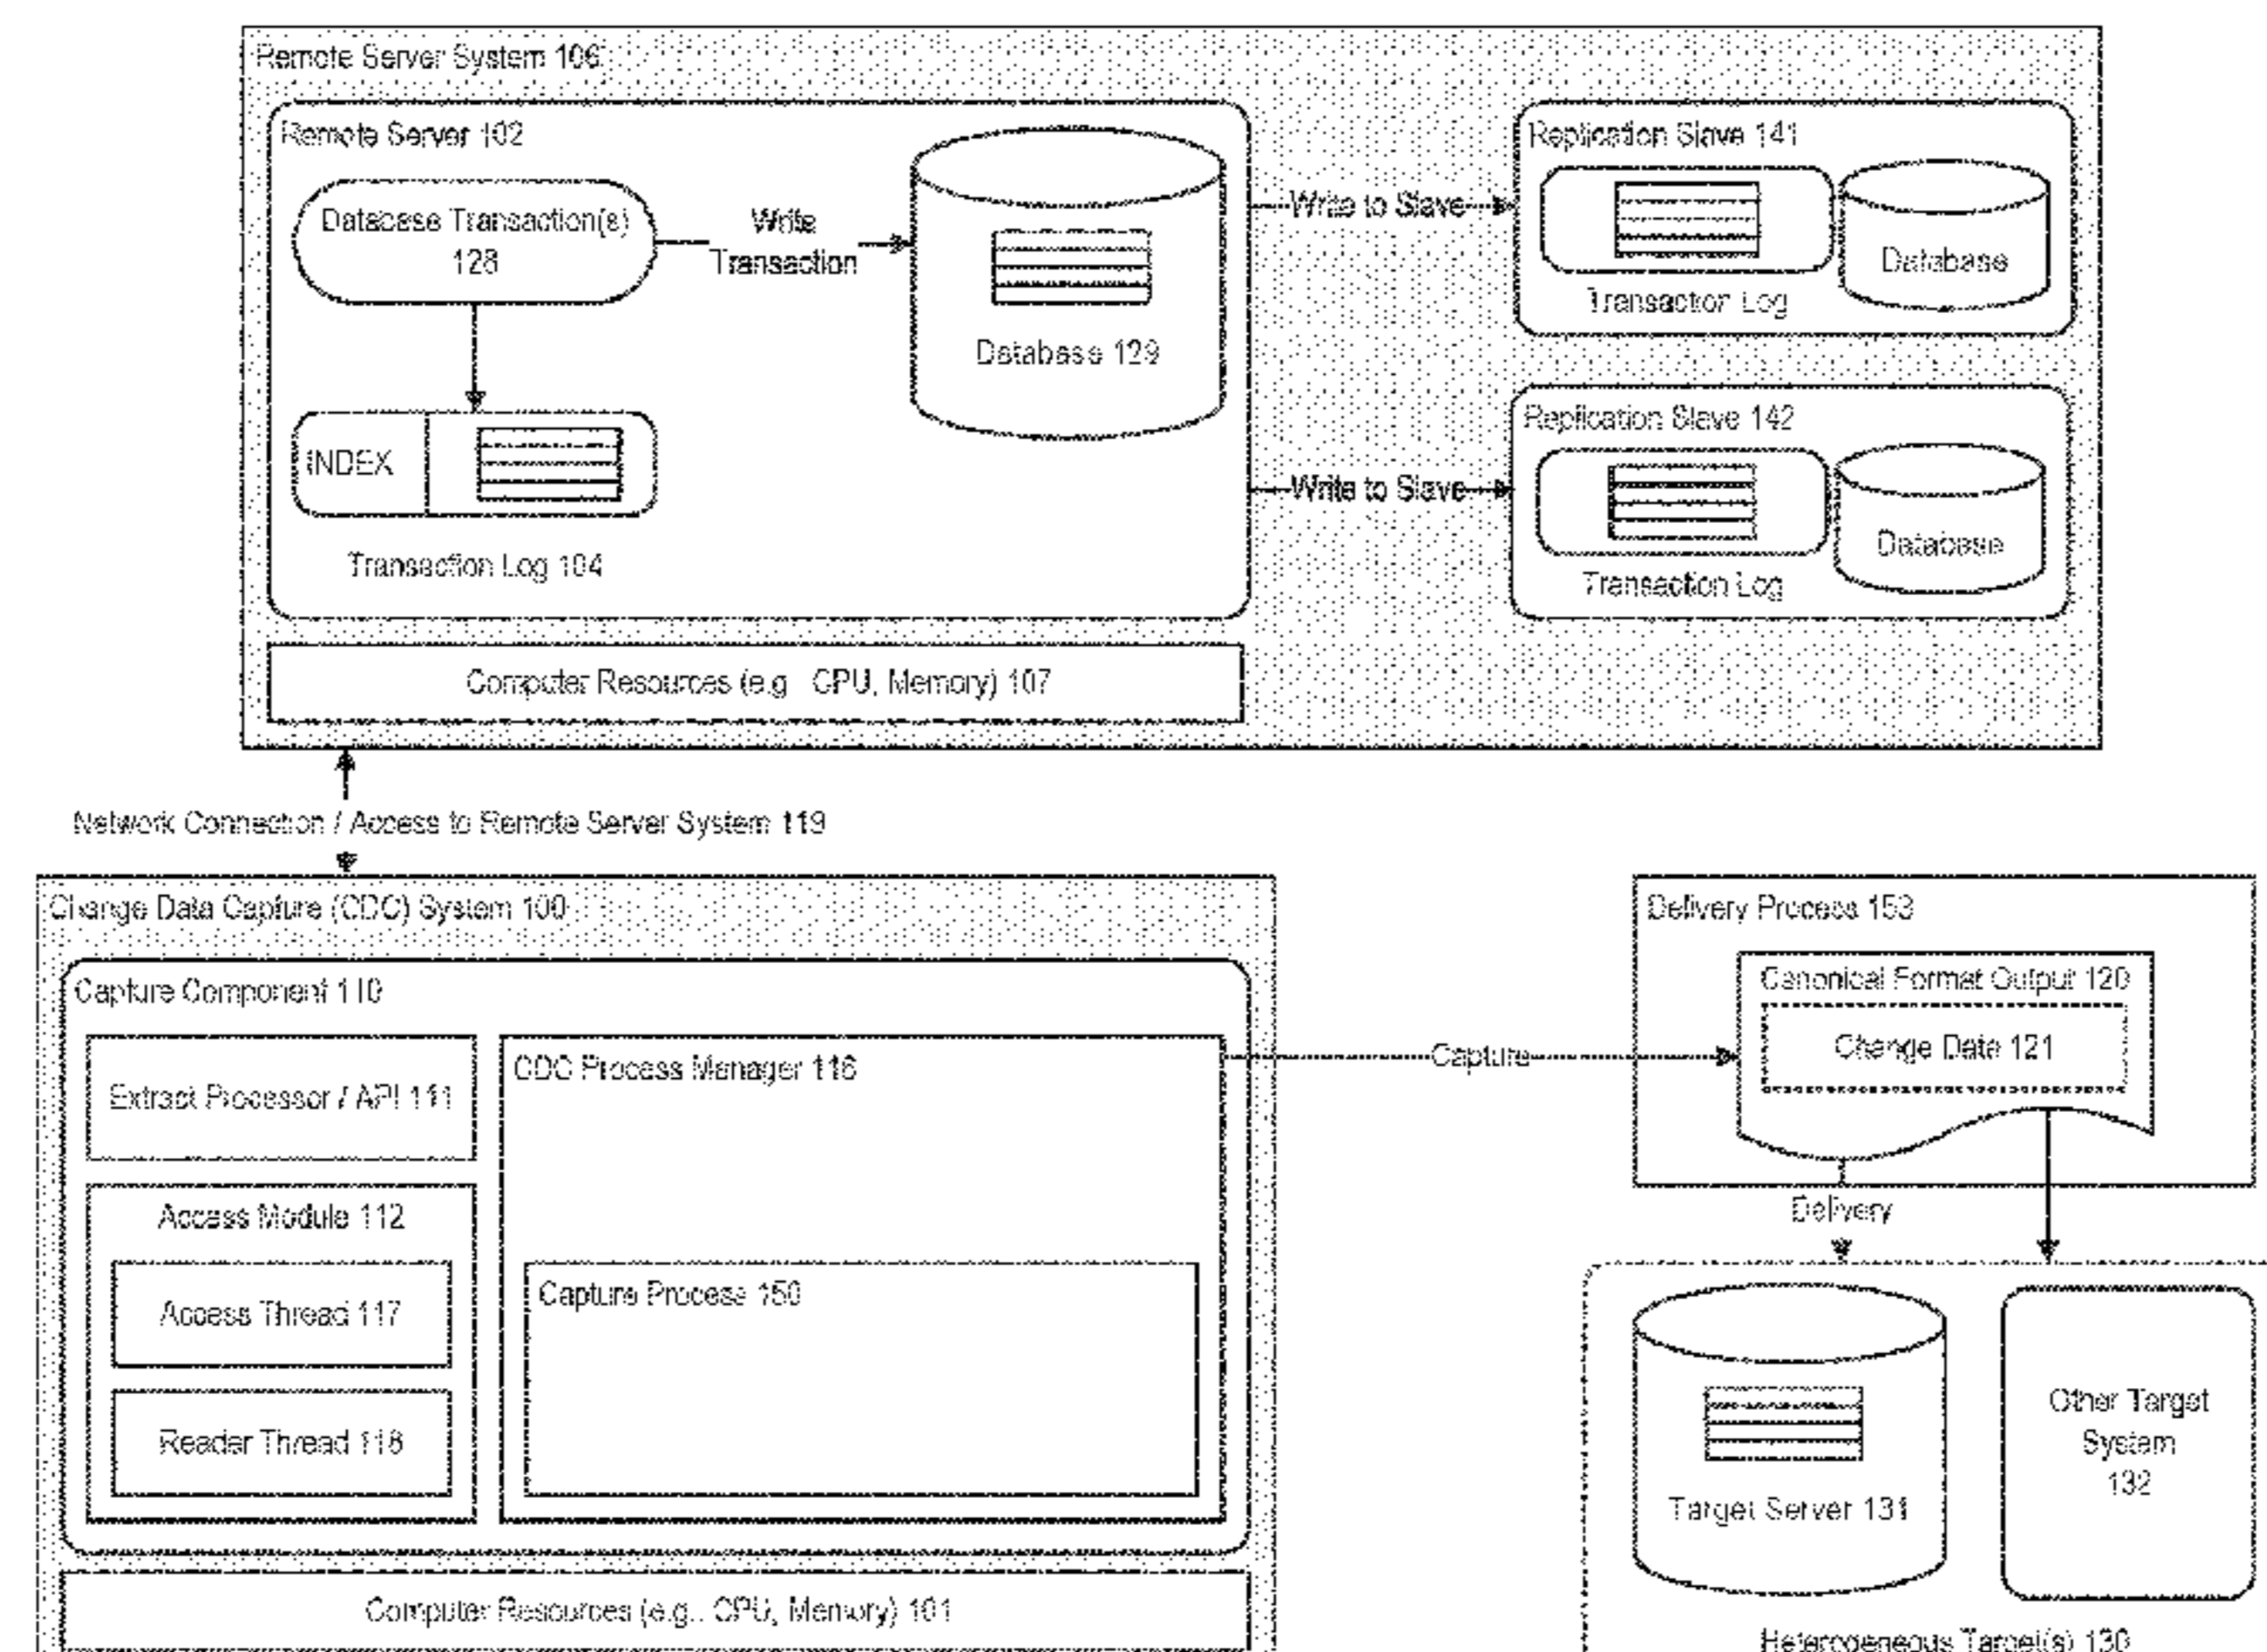 Remote Server System 106
Remote Server 102
Database Transaction(s)
128
Write
Transaction
Database 129
INDEX
Transaction Log 104
Write to Slave
Replication Slave 141
Transaction Log
Database
Write to Slave
Replication Slave 142
Transaction Log
Database
Computer Resources (e.g., CPU, Memory) 107
Network Connection / Access to Remote Server System 119
Change Data Capture (CDC) System 100
Capture Component 110
Extract Processor / API 111
Access Module 112
Access Thread 117
Reader Thread 118
CDC Process Manager 116
Capture Process 150
Computer Resources (e.g., CPU, Memory) 101
Capture
Delivery Process 153
Canonical Format Output 120
Change Data 121
Delivery
Target Server 131
Other Target
System
132
Heterogeneous Target(s) 130